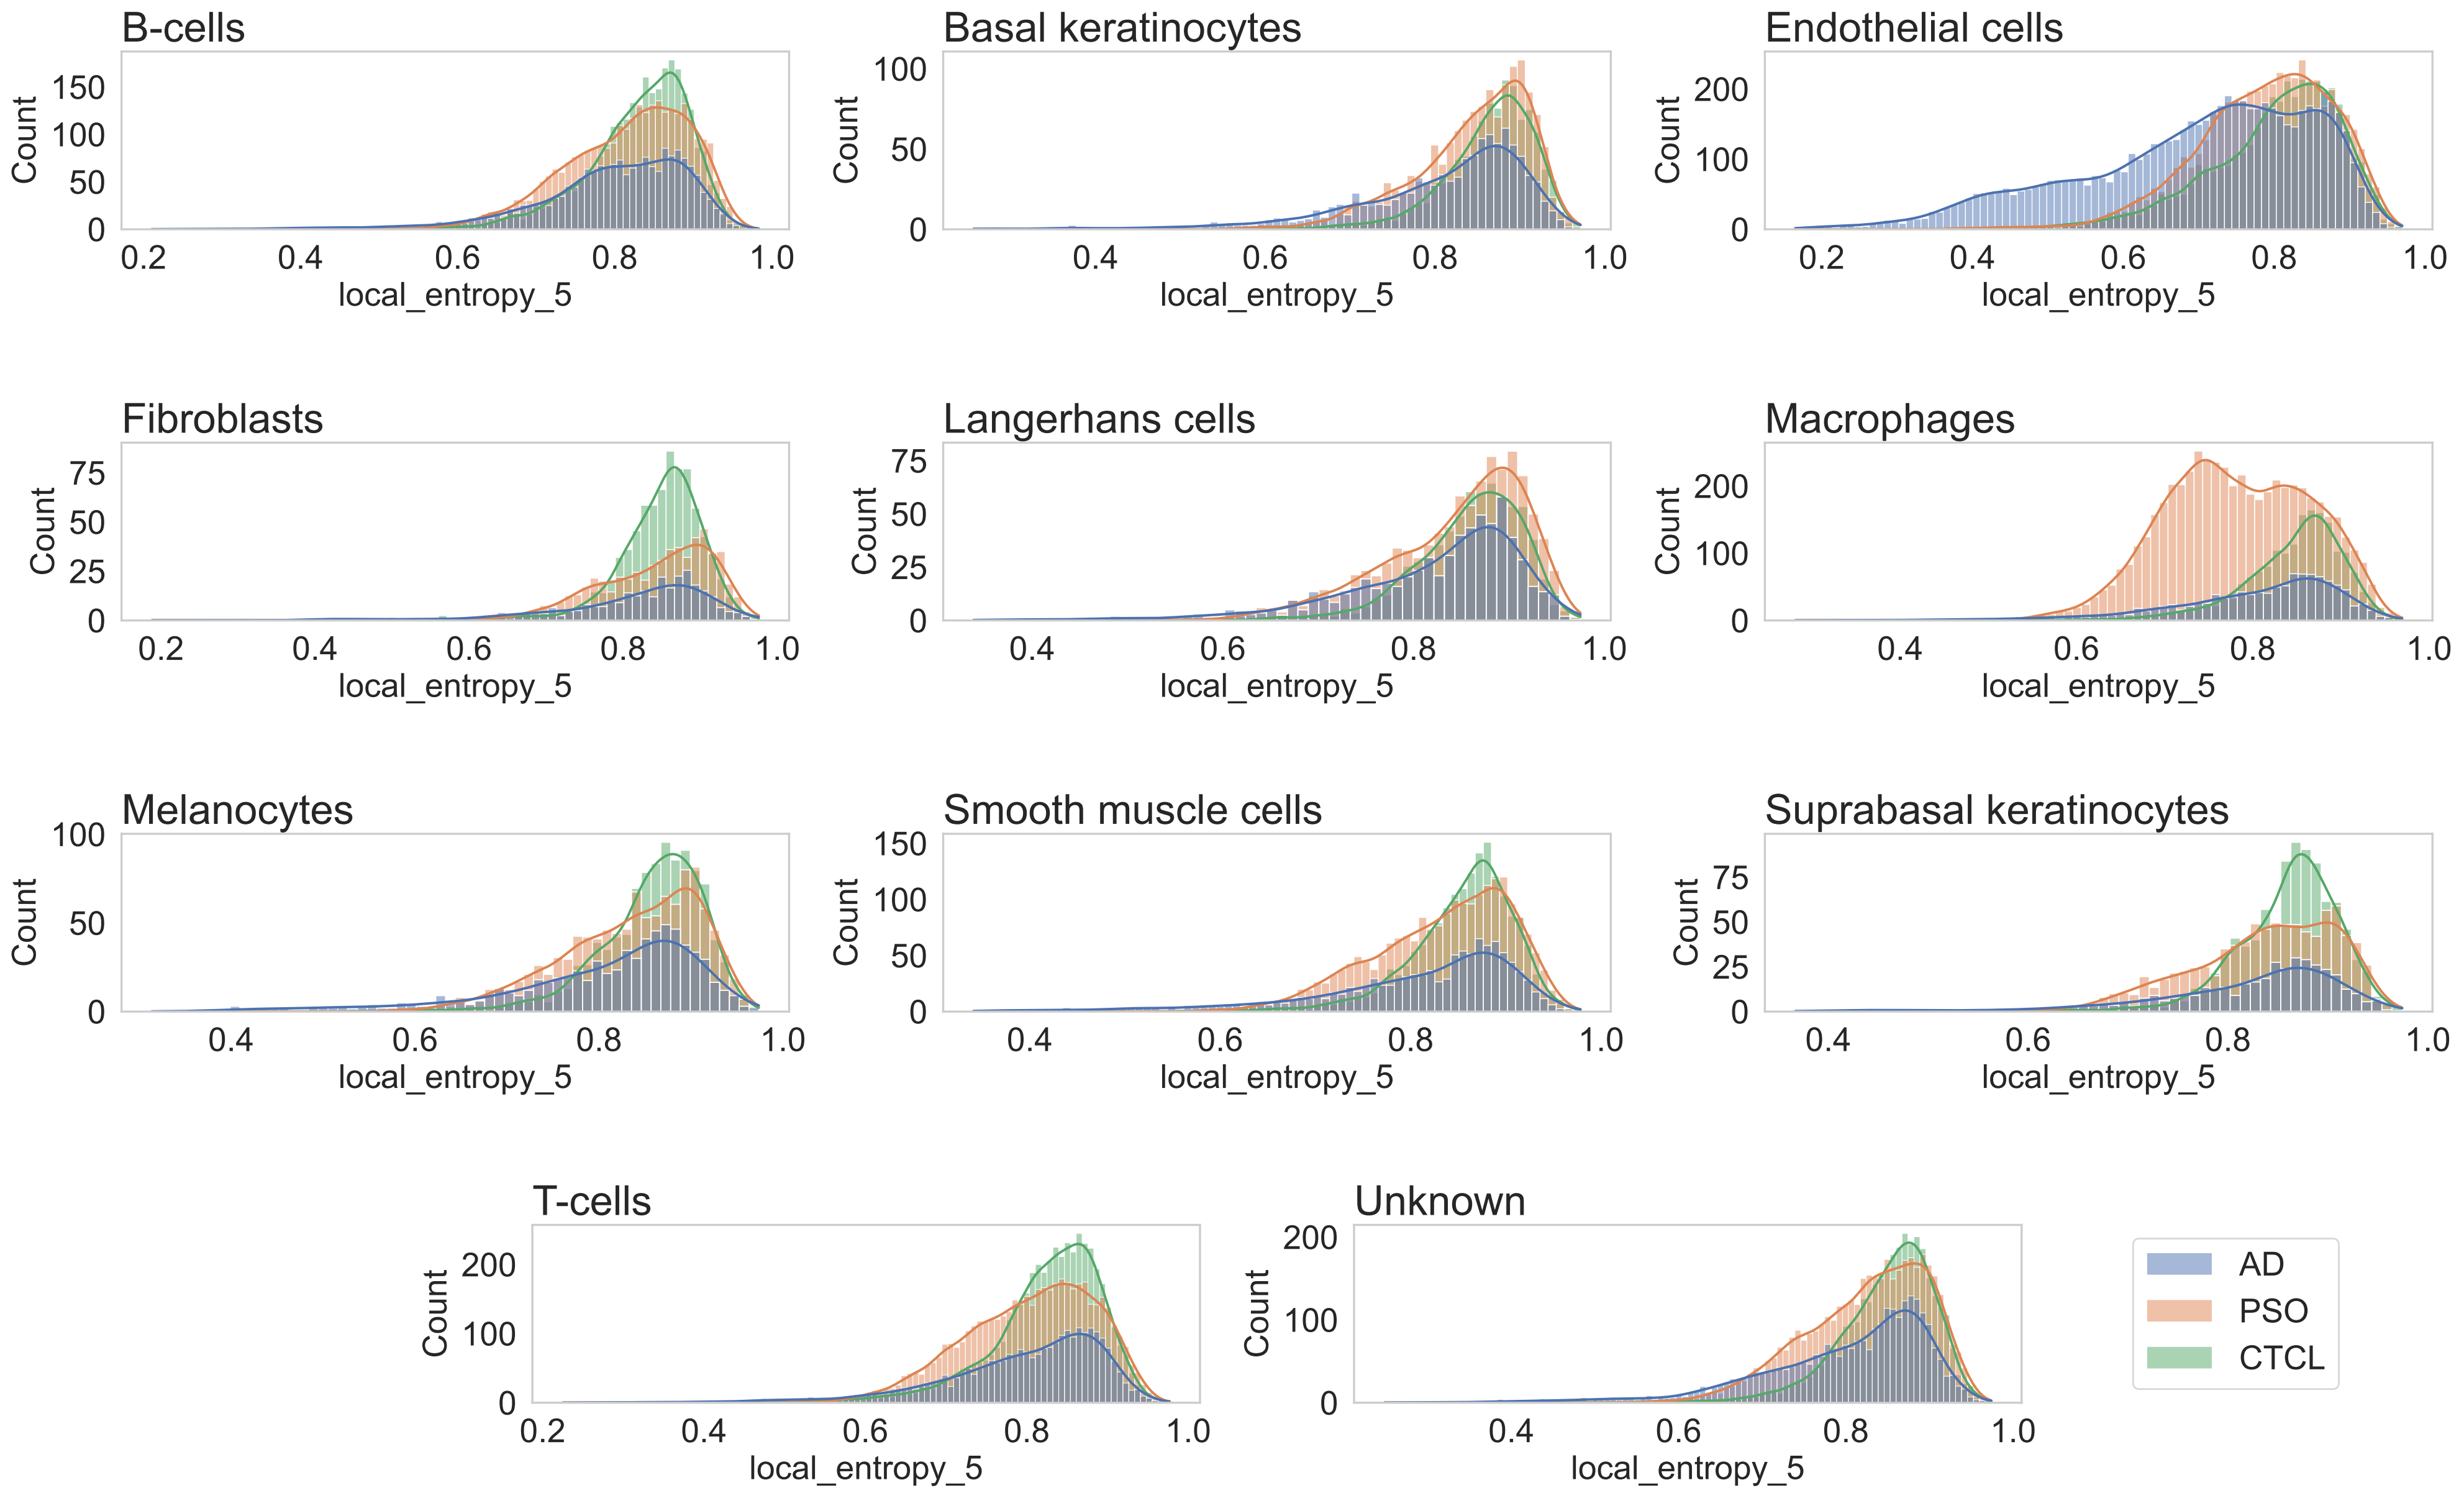 B-cells
Count
150
100
50
0
0.2 0.4 0.6 0.8 1.0
local_entropy_5
Basal keratinocytes
Count
100
50
0
0.4 0.6 0.8 1.0
local_entropy_5
Endothelial cells
Count
200
100
0
0.2 0.4 0.6 0.8 1.0
local_entropy_5
Fibroblasts
Count
75
50
25
0
0.2 0.4 0.6 0.8 1.0
local_entropy_5
Langerhans cells
Count
75
50
25
0
0.4 0.6 0.8 1.0
local_entropy_5
Macrophages
Count
200
100
0
0.4 0.6 0.8 1.0
local_entropy_5
Melanocytes
Count
100
50
0
0.4 0.6 0.8 1.0
local_entropy_5
Smooth muscle cells
Count
150
100
50
0
0.4 0.6 0.8 1.0
local_entropy_5
Suprabasal keratinocytes
Count
75
50
25
0
0.4 0.6 0.8 1.0
local_entropy_5
T-cells
Count
200
100
0
0.2 0.4 0.6 0.8 1.0
local_entropy_5
Unknown
Count
200
100
0
0.4 0.6 0.8 1.0
local_entropy_5
AD
PSO
CTCL